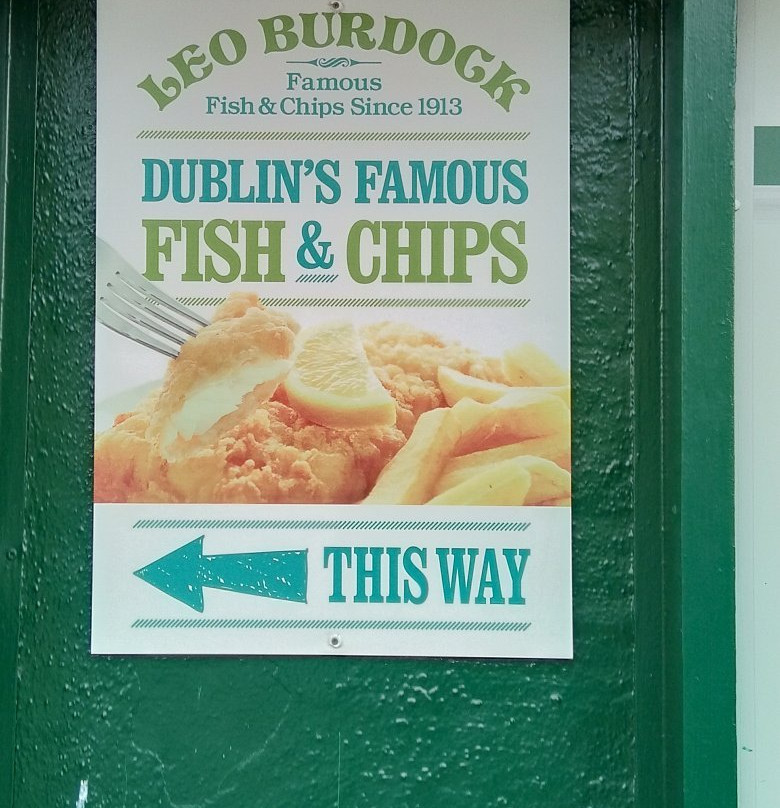 LEO BURDOCK
Famous
Fish & Chips Since 1913
DUBLIN'S FAMOUS
FISH & CHIPS
THIS WAY